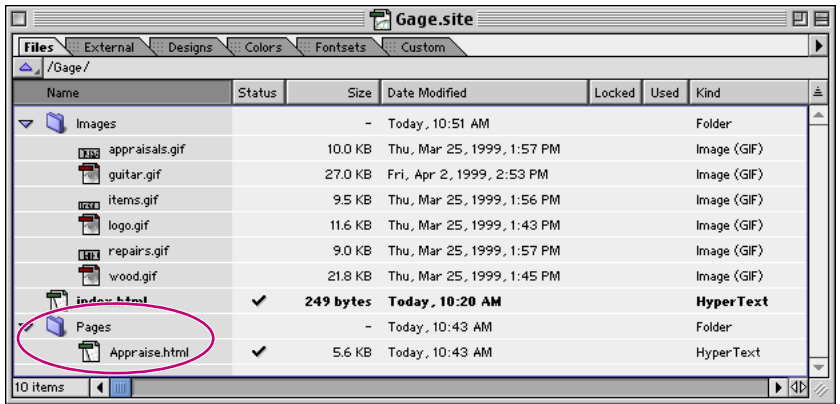 Gage.site
Files External Designs Colors Fontsets Custom
/Gage/
Name Status Size Date Modified Locked Used Kind
Images - Today, 10:51 AM Folder
appraisals.gif 10.0 KB Thu, Mar 25, 1999, 1:57 PM Image (GIF)
guitar.gif 27.0 KB Fri, Apr 2, 1999, 2:53 PM Image (GIF)
items.gif 9.5 KB Thu, Mar 25, 1999, 1:56 PM Image (GIF)
logo.gif 11.6 KB Thu, Mar 25, 1999, 1:43 PM Image (GIF)
repairs.gif 9.0 KB Thu, Mar 25, 1999, 1:57 PM Image (GIF)
wood.gif 21.8 KB Thu, Mar 25, 1999, 1:45 PM Image (GIF)
index.html 249 bytes Today, 10:20 AM HyperText
Pages - Today, 10:43 AM Folder
Appraise.html 5.6 KB Today, 10:43 AM HyperText
10 items